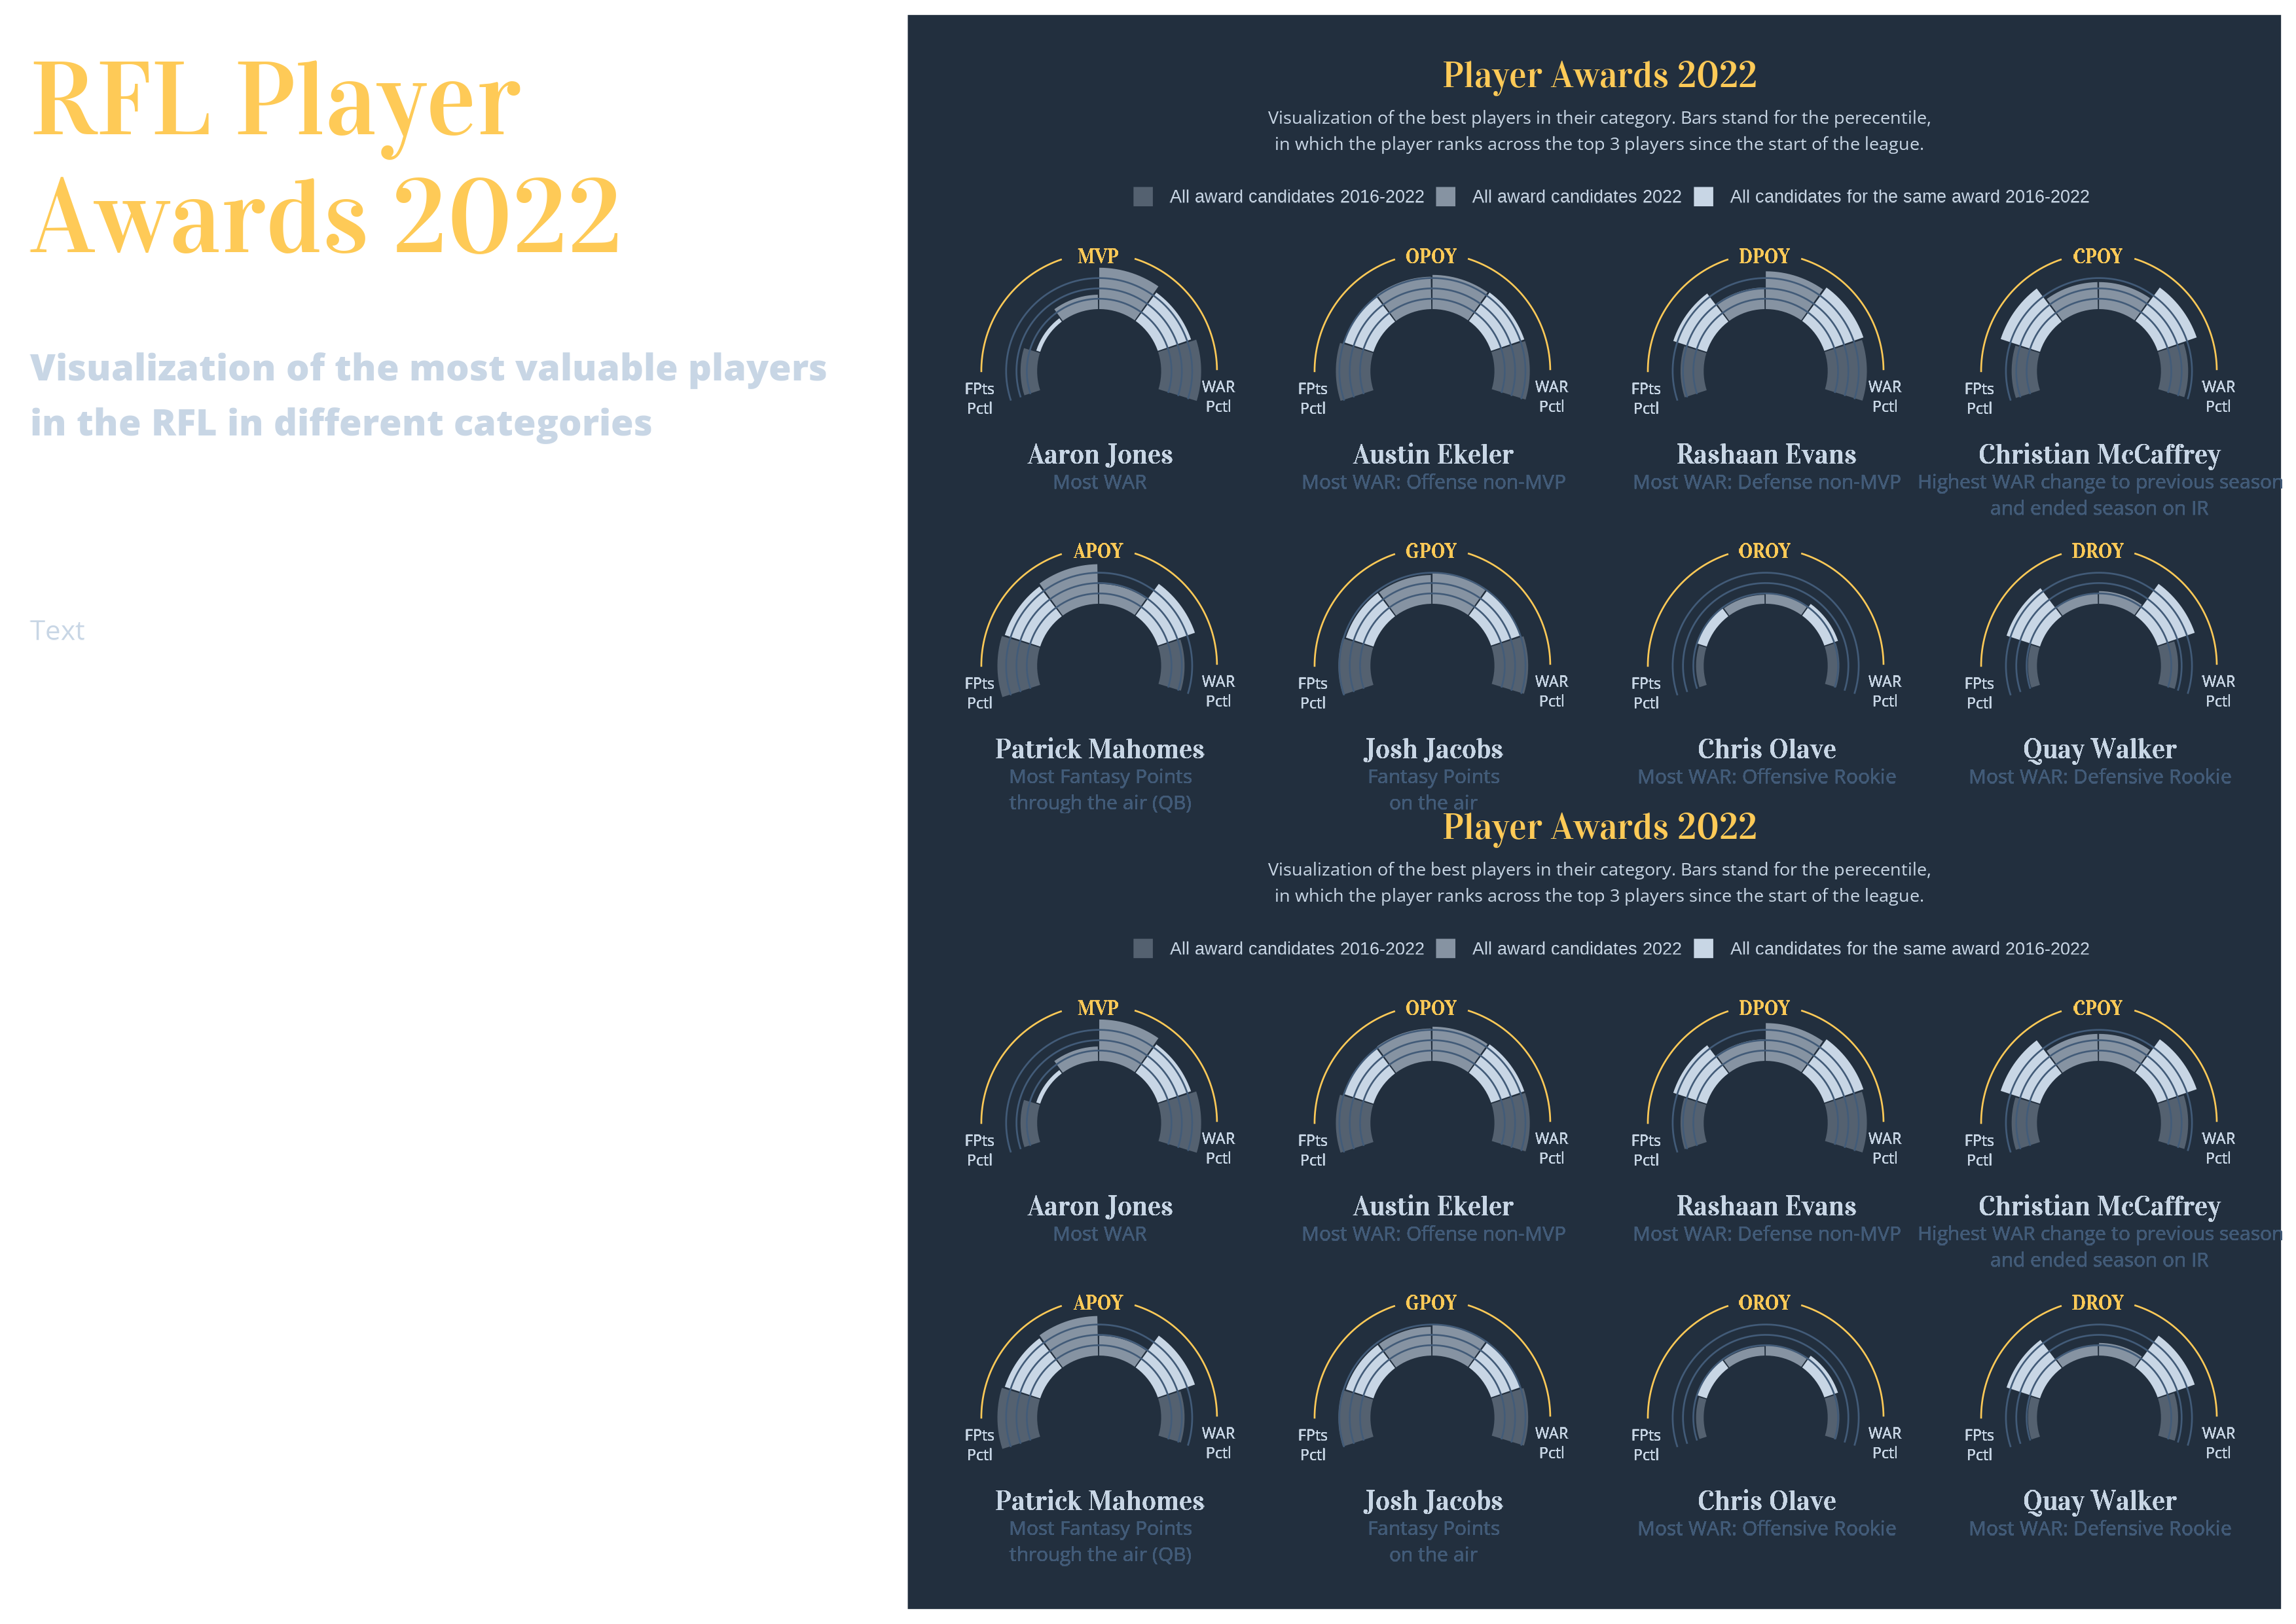 RFL Player
Awards 2022
Visualization of the most valuable players
in the RFL in different categories
Text
Player Awards 2022
Visualization of the best players in their category. Bars stand for the perecentile,
in which the player ranks across the top 3 players since the start of the league.
All award candidates 2016-2022 All award candidates 2022 All candidates for the same award 2016-2022
MVP OPOY DPOY CPOY
FPts WAR FPts WAR FPts WAR FPts WAR
Pctl Pctl Pctl Pctl Pctl Pctl Pctl Pctl
Aaron Jones Austin Ekeler Rashaan Evans Christian McCaffrey
Most WAR Most WAR: Offense non-MVP Most WAR: Defense non-MVP Highest WAR change to previous season
and ended season on IR
APOY GPOY OROY DROY
FPts WAR FPts WAR FPts WAR FPts WAR
Pctl Pctl Pctl Pctl Pctl Pctl Pctl Pctl
Patrick Mahomes Josh Jacobs Chris Olave Quay Walker
Most Fantasy Points Fantasy Points Most WAR: Offensive Rookie Most WAR: Defensive Rookie
through the air (QB) on the air
Player Awards 2022
Visualization of the best players in their category. Bars stand for the perecentile,
in which the player ranks across the top 3 players since the start of the league.
All award candidates 2016-2022 All award candidates 2022 All candidates for the same award 2016-2022
MVP OPOY DPOY CPOY
FPts WAR FPts WAR FPts WAR FPts WAR
Pctl Pctl Pctl Pctl Pctl Pctl Pctl Pctl
Aaron Jones Austin Ekeler Rashaan Evans Christian McCaffrey
Most WAR Most WAR: Offense non-MVP Most WAR: Defense non-MVP Highest WAR change to previous season
and ended season on IR
APOY GPOY OROY DROY
FPts WAR FPts WAR FPts WAR FPts WAR
Pctl Pctl Pctl Pctl Pctl Pctl Pctl Pctl
Patrick Mahomes Josh Jacobs Chris Olave Quay Walker
Most Fantasy Points Fantasy Points Most WAR: Offensive Rookie Most WAR: Defensive Rookie
through the air (QB) on the air